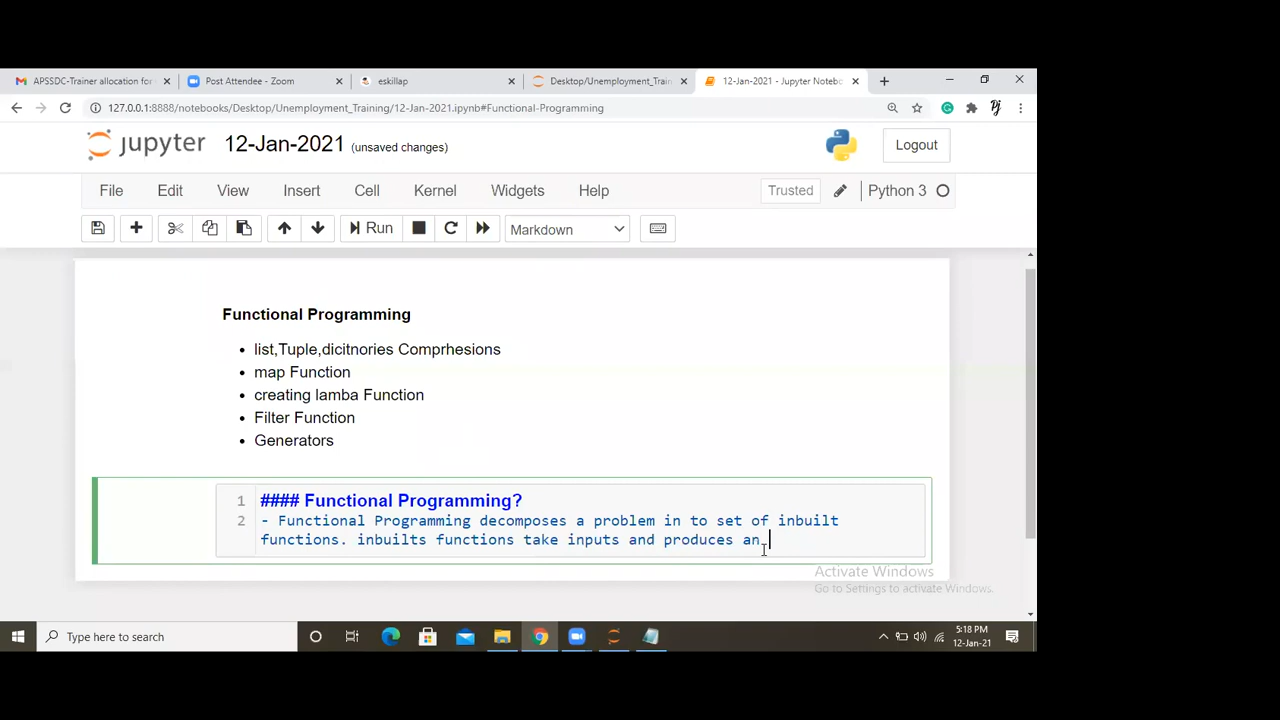 APSSDC-Trainer allocation for
Post Attendee - Zoom
eskillap
Desktop/Unemployment_Train
12-Jan-2021 - Jupyter Notebo
127.0.0.1:8888/notebooks/Desktop/Unemployment_Training/12-Jan-2021.ipynb#Functional-Programming
jupyter 12-Jan-2021 (unsaved changes)
Logout
File Edit View Insert Cell Kernel Widgets Help
Trusted
Python 3
Run
Markdown
Functional Programming
• list,Tuple,dicitnories Comprhesions
• map Function
• creating lamba Function
• Filter Function
• Generators
1 #### Functional Programming?
2 - Functional Programming decomposes a problem in to set of inbuilt
functions. inbuilts functions take inputs and produces an
Activate Windows
Go to Settings to activate Windows.
Type here to search
5:18 PM
12-Jan-21